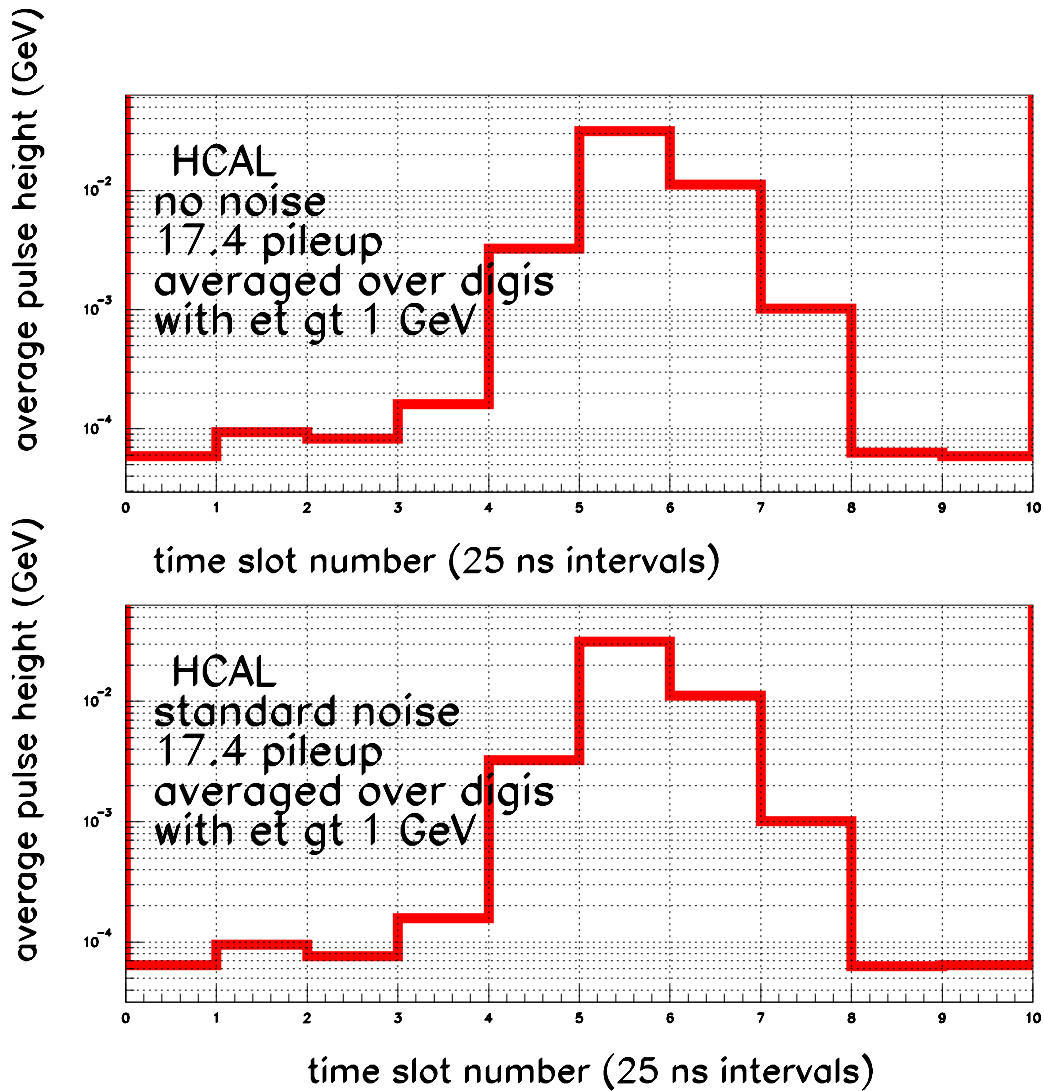 average pulse height (GeV)
HCAL
no noise
17.4 pileup
averaged over digis
with et gt 1 GeV
10⁻²
10⁻³
10⁻⁴
0 1 2 3 4 5 6 7 8 9 10
time slot number (25 ns intervals)
average pulse height (GeV)
HCAL
standard noise
17.4 pileup
averaged over digis
with et gt 1 GeV
10⁻²
10⁻³
10⁻⁴
0 1 2 3 4 5 6 7 8 9 10
time slot number (25 ns intervals)